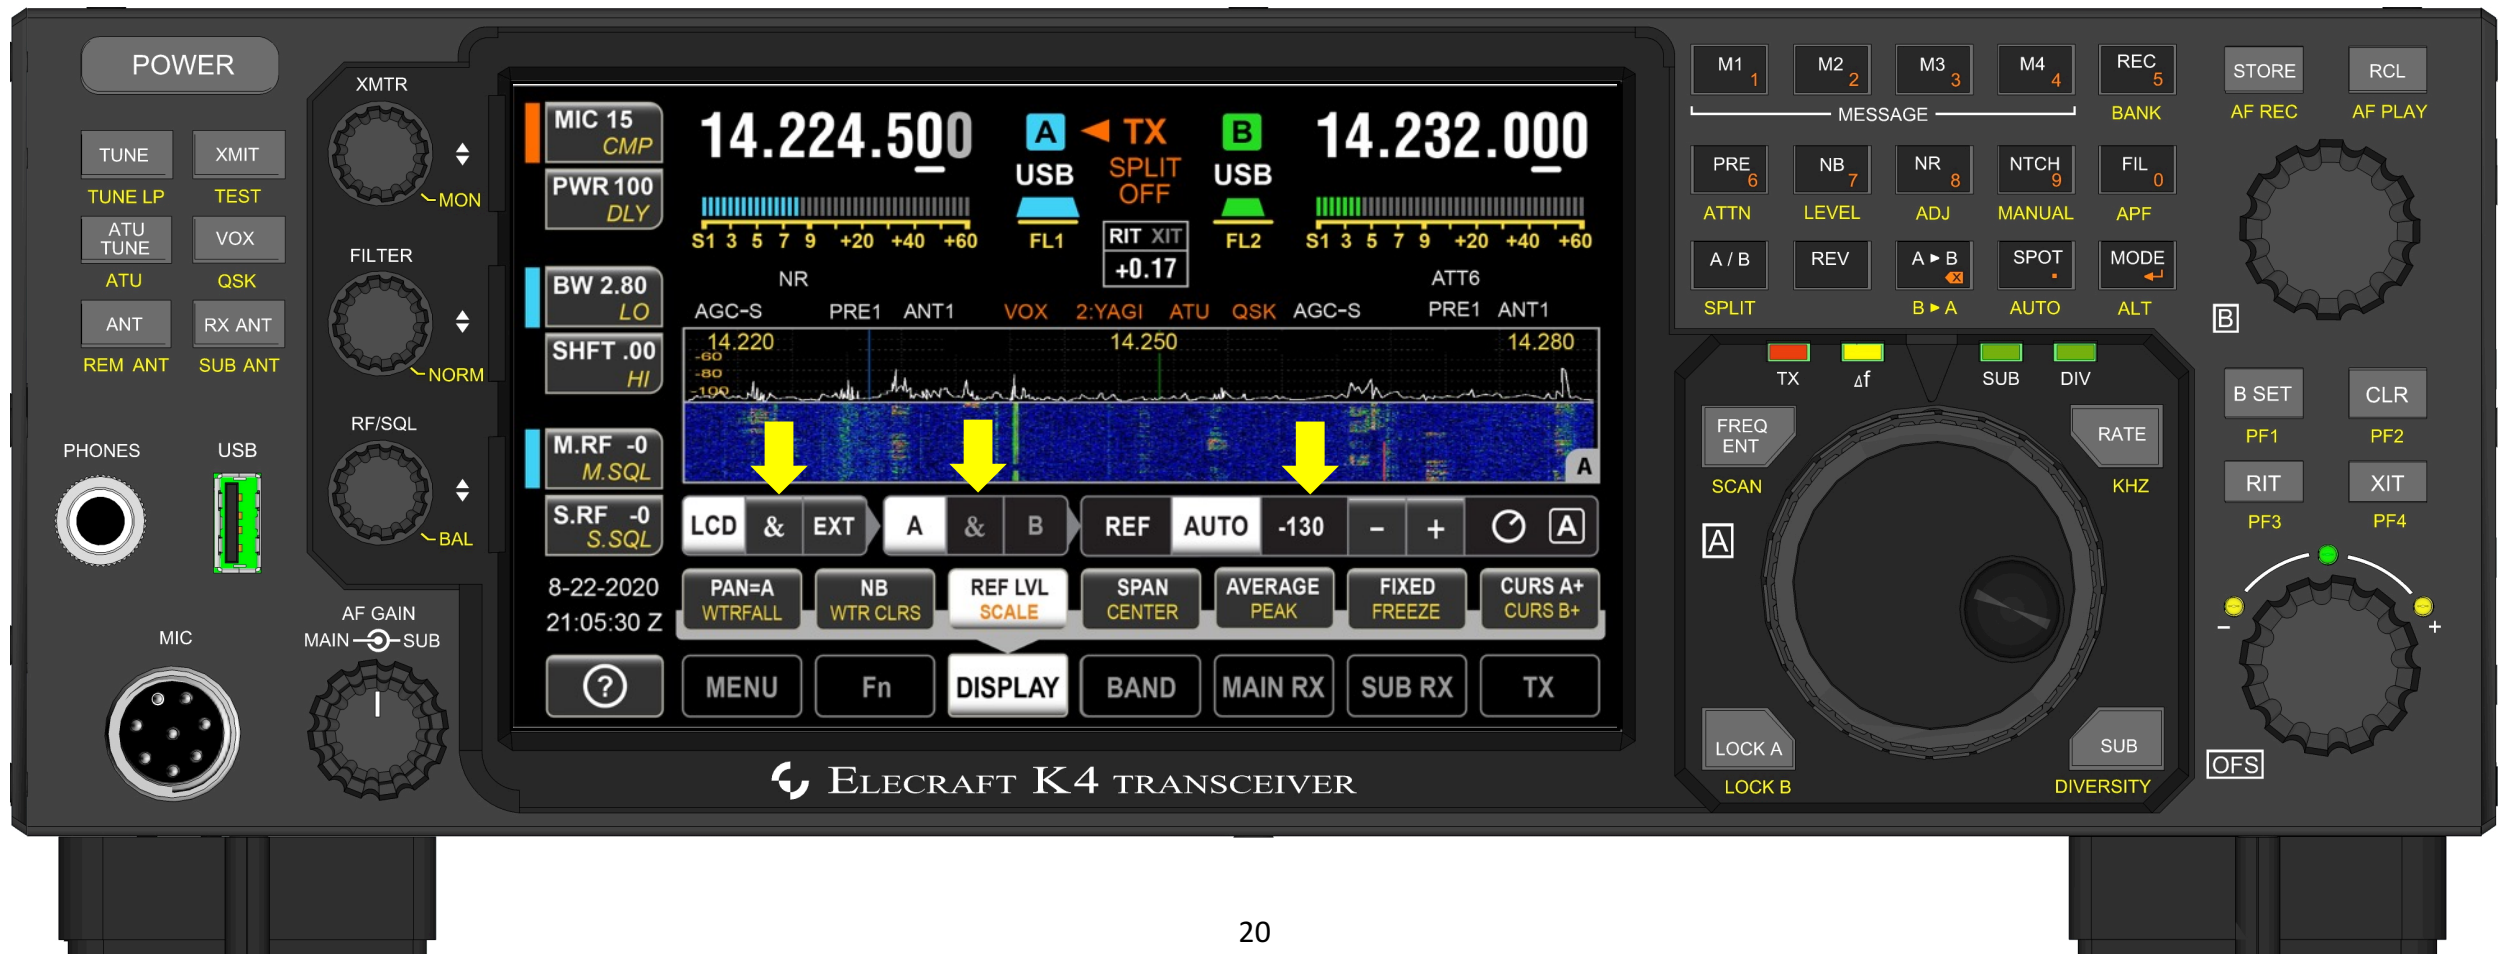 POWER
TUNE
TUNE LP
XMIT
TEST
ATU
TUNE
ATU
VOX
QSK
ANT
REM ANT
RX ANT
SUB ANT
PHONES
USB
MIC
XMTR
MON
FILTER
NORM
RF/SQL
BAL
AF GAIN
MAIN SUB
MIC 15
CMP
PWR 100
DLY
BW 2.80
LO
SHFT .00
HI
M.RF -0
M.SQL
S.RF -0
S.SQL
8-22-2020
21:05:30 Z
?
14.224.500
A ◄ TX B
14.232.000
USB SPLIT OFF USB
S1 3 5 7 9 +20 +40 +60
FL1
RIT XIT
+0.17
FL2
S1 3 5 7 9 +20 +40 +60
NR
ATT6
AGC-S PRE1 ANT1 VOX 2:YAGI ATU QSK AGC-S PRE1 ANT1
14.220 14.250 14.280
-60
-80
-100
A
LCD & EXT A & B REF AUTO -130 - + A
PAN=A
WTRFALL
NB
WTR CLRS
REF LVL
SCALE
SPAN
CENTER
AVERAGE
PEAK
FIXED
FREEZE
CURS A+
CURS B+
MENU Fn DISPLAY BAND MAIN RX SUB RX TX
ELECRAFT K4 TRANSCEIVER
M1 1 M2 2 M3 3 M4 4 REC 5
MESSAGE BANK
PRE 6 NB 7 NR 8 NTCH 9 FIL 0
ATTN LEVEL ADJ MANUAL APF
A / B REV A ► B SPOT . MODE
SPLIT B ► A AUTO ALT
STORE RCL
AF REC AF PLAY
B
TX Δf SUB DIV
FREQ
ENT
SCAN
RATE
KHZ
A
LOCK A
LOCK B
SUB
DIVERSITY
B SET CLR
PF1 PF2
RIT XIT
PF3 PF4
- +
OFS
20